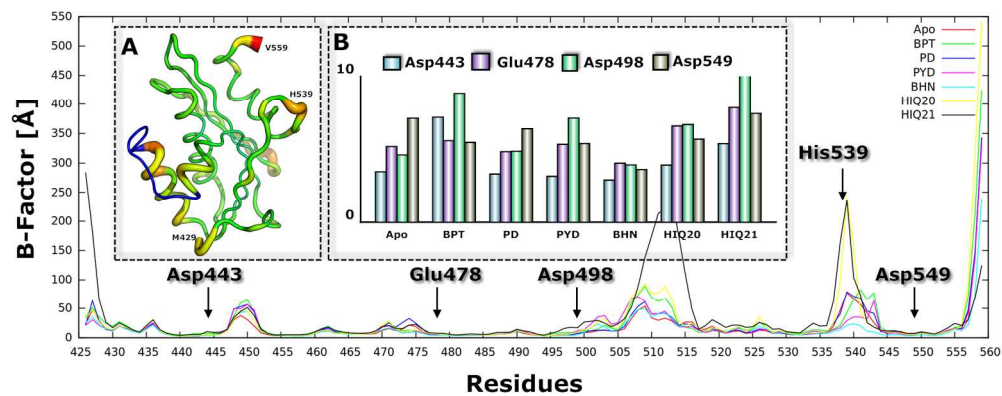 B-Factor [Å]
550
500
450
400
350
300
250
200
150
100
50
0
A
V559
H539
M429
B
Asp443 Glu478 Asp498 Asp549
10
0
Apo BPT PD PYD BHN HIQ20 HIQ21
Apo
BPT
PD
PYD
BHN
HIQ20
HIQ21
His539
Asp443 Glu478 Asp498 Asp549
425 430 435 440 445 450 455 460 465 470 475 480 485 490 495 500 505 510 515 520 525 530 535 540 545 550 555 560
Residues